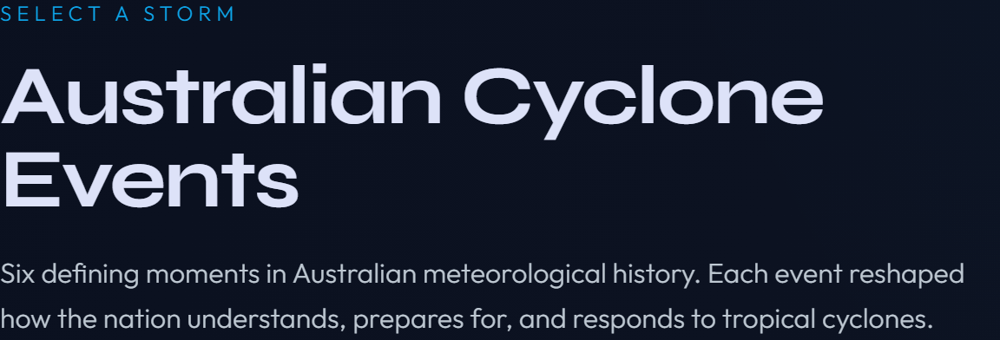 SELECT A STORM
Australian Cyclone
Events
Six defining moments in Australian meteorological history. Each event reshaped
how the nation understands, prepares for, and responds to tropical cyclones.